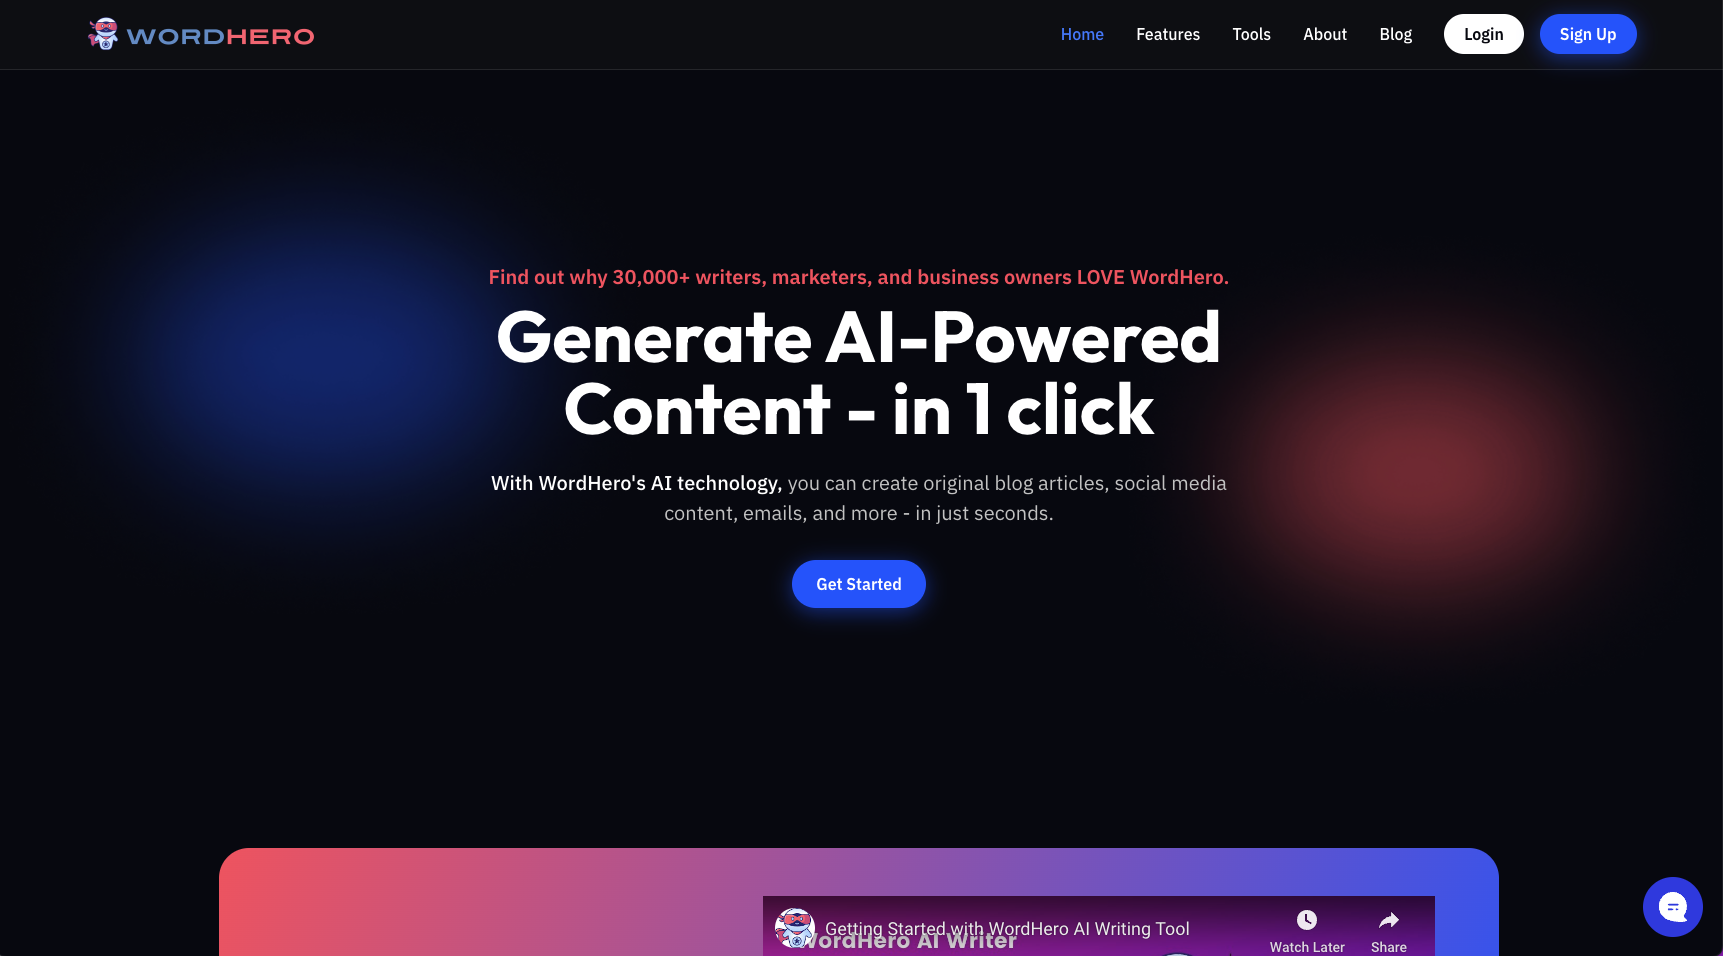 WORDHERO
Home
Features
Tools
About
Blog
Login
Sign Up
Find out why 30,000+ writers, marketers, and business owners LOVE WordHero.
Generate AI-Powered
Content - in 1 click
With WordHero's AI technology, you can create original blog articles, social media
content, emails, and more - in just seconds.
Get Started
Getting Started with WordHero AI Writing Tool
WordHero AI Writer
Watch Later
Share